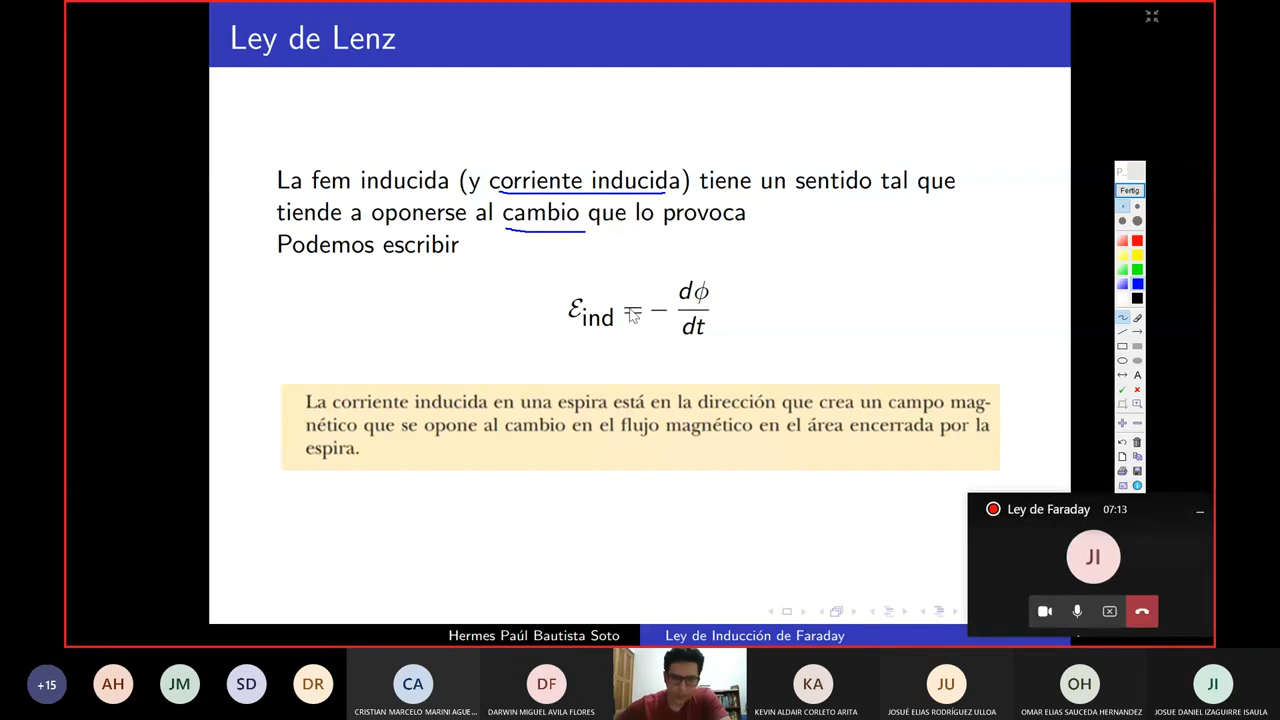 Ley de Lenz
La fem inducida (y corriente inducida) tiene un sentido tal que
tiende a oponerse al cambio que lo provoca
Podemos escribir
ℰind = − dϕ/dt
La corriente inducida en una espira está en la dirección que crea un campo mag-
nético que se opone al cambio en el flujo magnético en el área encerrada por la
espira.
P..
Fertig
A
Ley de Faraday 07:13
JI
Hermes Paúl Bautista Soto
Ley de Inducción de Faraday
+15
AH
JM
SD
DR
CA
CRISTIAN MARCELO MARINI AGUE...
DF
DARWIN MIGUEL AVILA FLORES
KA
KEVIN ALDAIR CORLETO ARITA
JU
JOSUÉ ELIAS RODRÍGUEZ ULLOA
OH
OMAR ELIAS SAUCEDA HERNANDEZ
JI
JOSUE DANIEL IZAGUIRRE ISAULA